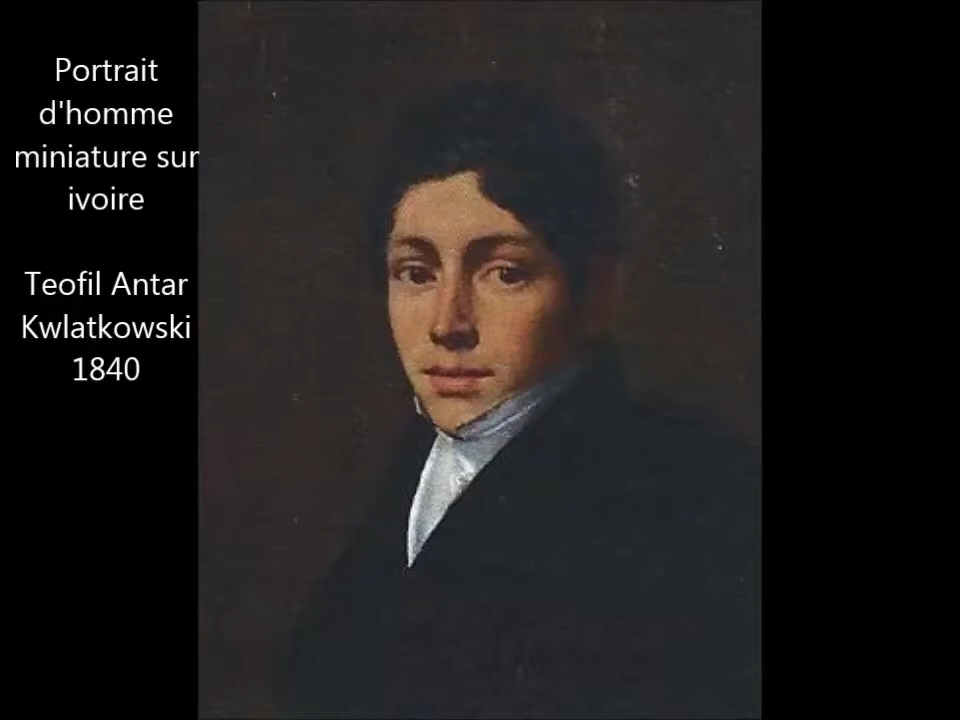 Portrait
d'homme
miniature sur
ivoire
Teofil Antar
Kwlatkowski
1840